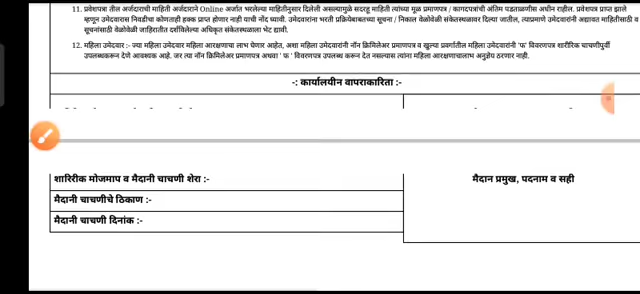 11. प्रवेशपत्रा तील अर्जदाराची माहिती अर्जदाराने Online अर्जात भरलेल्या माहितीनुसार दिलेली असल्यामुळे सदरहू माहिती त्यांच्या मूळ प्रमाणपत्र / कागदपत्रांची अंतिम पडताळणीस अधीन राहील. प्रवेशपत्र प्राप्त झाले
म्हणून उमेदवारास निवडीचा कोणताही हक्क प्राप्त होणार नाही याची नोंद घ्यावी. उमेदवारांना भरती प्रक्रियेबाबतच्या सूचना / निकाल वेळोवेळी संकेतस्थळावर दिल्या जातील, त्याप्रमाणे उमेदवारांनी अद्यावत माहितीसाठी व
सूचनांसाठी वेळोवेळी जाहिरातीत दर्शविलेल्या अधिकृत संकेतस्थळाला भेट द्यावी.
12. महिला उमेदवार :- ज्या महिला उमेदवार महिला आरक्षणाचा लाभ घेणार आहेत, अशा महिला उमेदवारांनी नॉन क्रिमिलेअर प्रमाणपत्र व खुल्या प्रवर्गातील महिला उमेदवारांनी 'फ' विवरणपत्र शारीरिक चाचणीपूर्वी
उपलब्धकरून देणे आवश्यक आहे. जर त्या नॉन क्रिमिलेअर प्रमाणपत्र अथवा ' फ ' विवरणपत्र उपलब्ध करून देत नसल्यास त्यांना महिला आरक्षणाचालाभ अनुज्ञेय ठरणार नाही.
-: कार्यालयीन वापराकारिता :-
शारिरीक मोजमाप व मैदानी चाचणी शेरा :-
मैदान प्रमुख, पदनाम व सही
मैदानी चाचणीचे ठिकाण :-
मैदानी चाचणी दिनांक :-